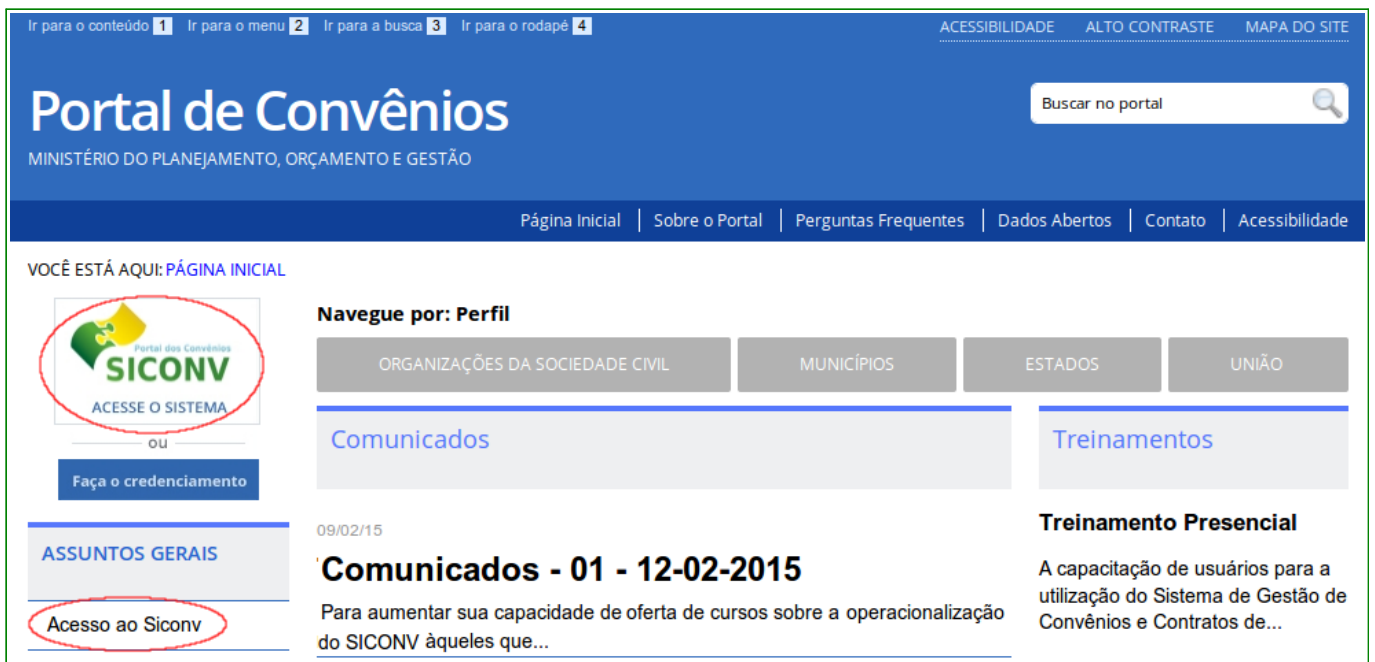 Ir para o conteúdo 1 Ir para o menu 2 Ir para a busca 3 Ir para o rodapé 4
ACESSIBILIDADE ALTO CONTRASTE MAPA DO SITE
Portal de Convênios
Buscar no portal
MINISTÉRIO DO PLANEJAMENTO, ORÇAMENTO E GESTÃO
Página Inicial Sobre o Portal Perguntas Frequentes Dados Abertos Contato Acessibilidade
VOCÊ ESTÁ AQUI: PÁGINA INICIAL
Portal dos Convênios
SICONV
ACESSE O SISTEMA
ou
Faça o credenciamento
ASSUNTOS GERAIS
Acesso ao Siconv
Navegue por: Perfil
ORGANIZAÇÕES DA SOCIEDADE CIVIL MUNICÍPIOS ESTADOS UNIÃO
Comunicados
09/02/15
Comunicados - 01 - 12-02-2015
Para aumentar sua capacidade de oferta de cursos sobre a operacionalização
do SICONV àqueles que...
Treinamentos
Treinamento Presencial
A capacitação de usuários para a
utilização do Sistema de Gestão de
Convênios e Contratos de...